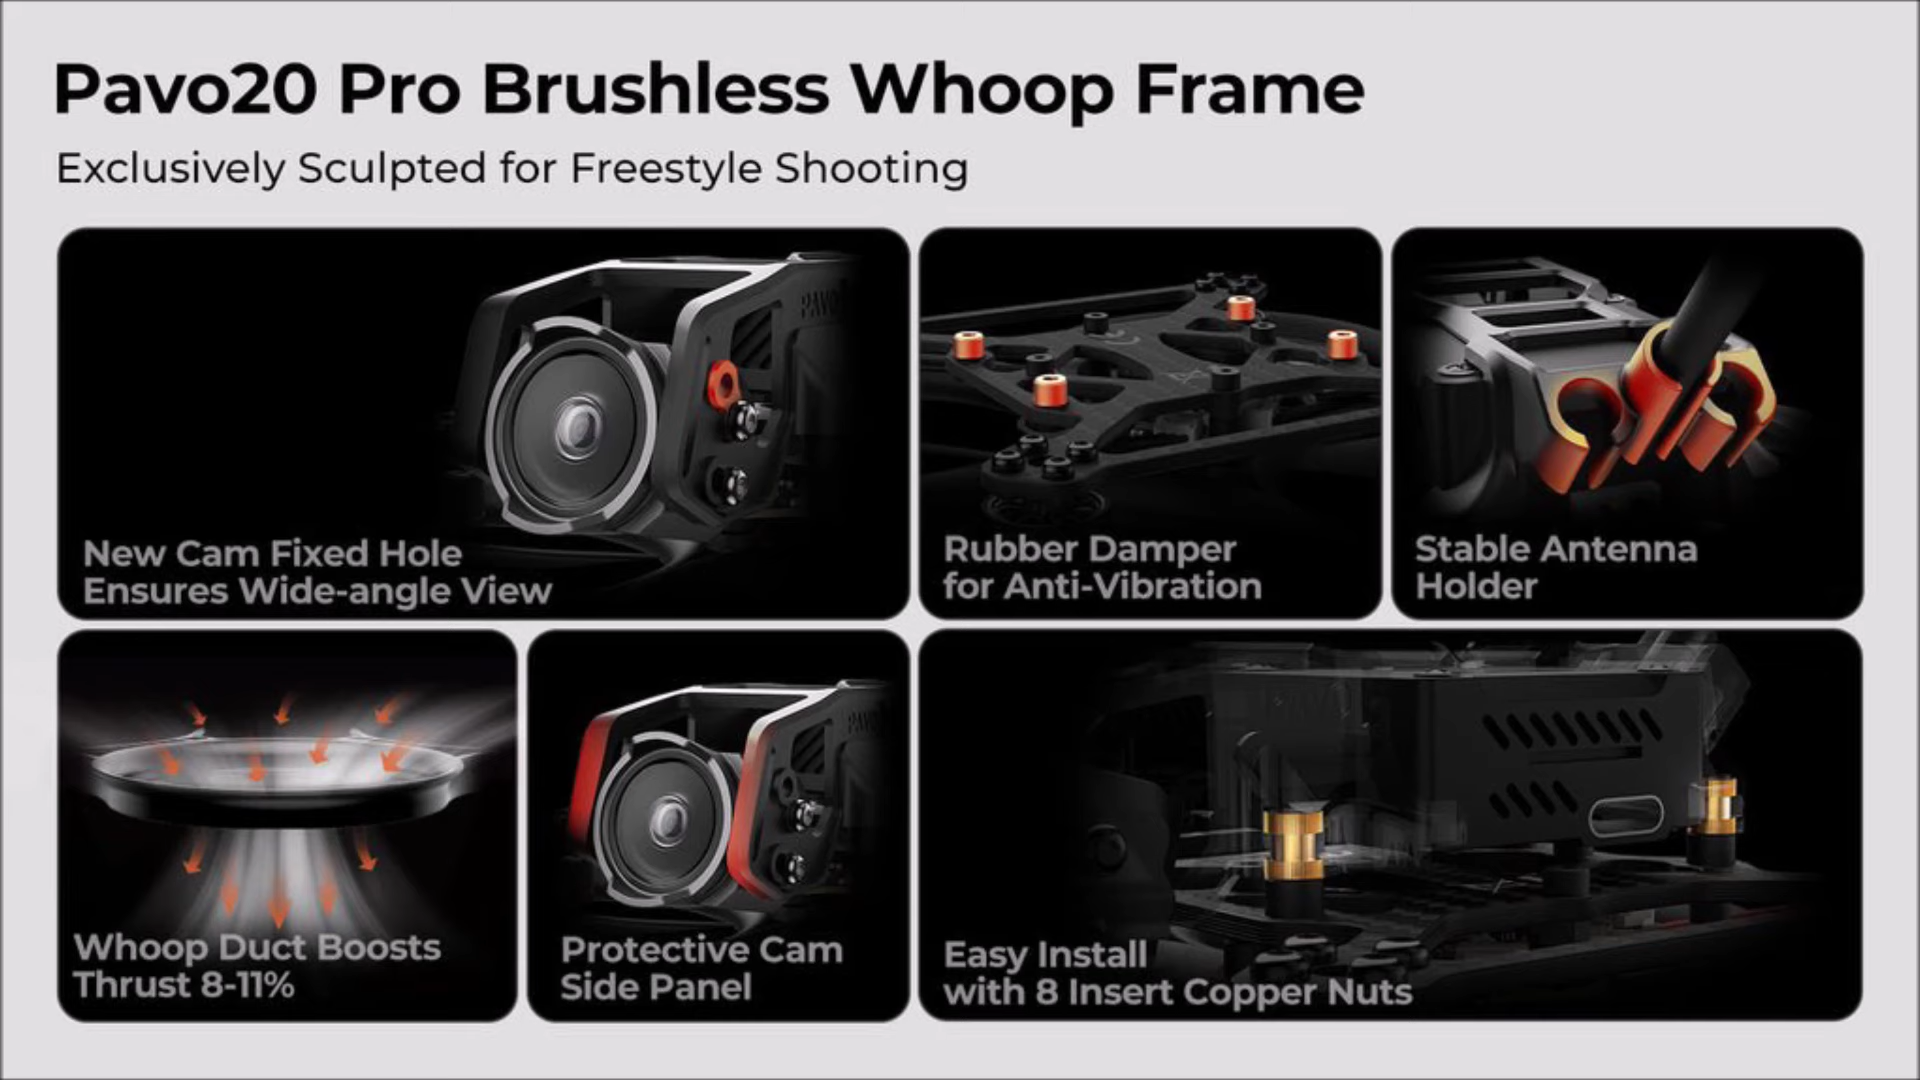 Pavo20 Pro Brushless Whoop Frame
Exclusively Sculpted for Freestyle Shooting
New Cam Fixed Hole
Ensures Wide-angle View
Rubber Damper
for Anti-Vibration
Stable Antenna
Holder
Whoop Duct Boosts
Thrust 8-11%
Protective Cam
Side Panel
Easy Install
with 8 Insert Copper Nuts